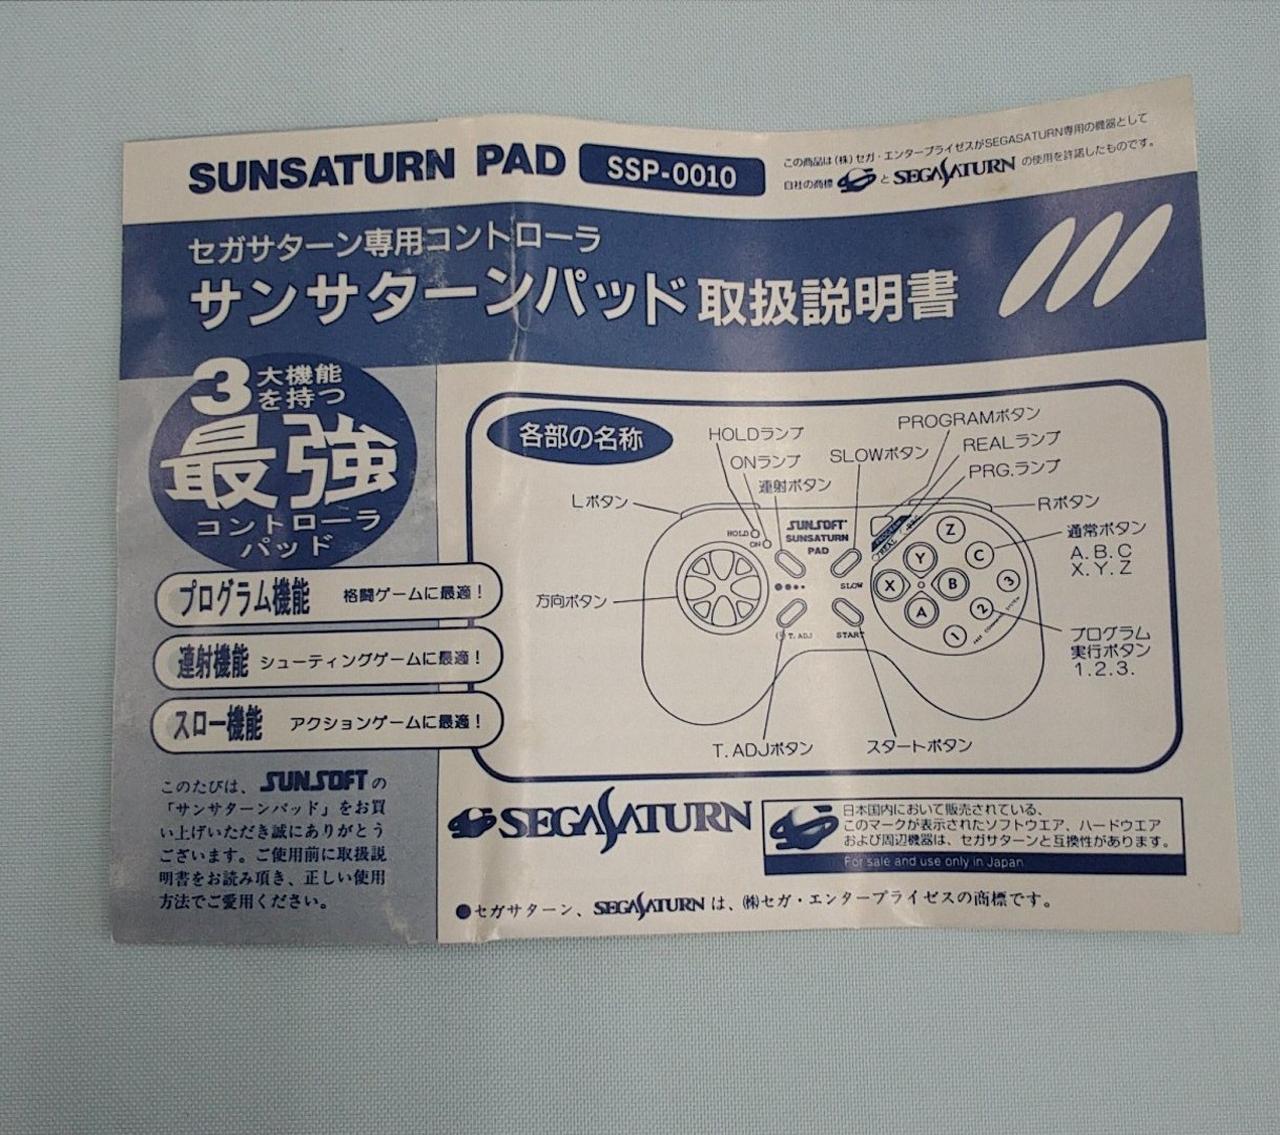 SUNSATURN PAD SSP-0010
この商品は(株)セガ・エンタープライゼスがSEGASATURN専用の機器として
自社の商標 と SEGASATURN の使用を許諾したものです。
セガサターン専用コントローラ
サンサターンパッド 取扱説明書
3大機能
を持つ
最強
コントローラ
パッド
プログラム機能 格闘ゲームに最適!
連射機能 シューティングゲームに最適!
スロー機能 アクションゲームに最適!
このたびは、SUNSOFTの
「サンサターンパッド」をお買
い上げいただき誠にありがとう
ございます。ご使用前に取扱説
明書をお読み頂き、正しい使用
方法でご愛用ください。
各部の名称
HOLDランプ
ONランプ
連射ボタン
SLOWボタン
PROGRAMボタン
REALランプ
PRG.ランプ
Lボタン
Rボタン
通常ボタン
A.B.C
X.Y.Z
方向ボタン
プログラム
実行ボタン
1.2.3.
T.ADJボタン
スタートボタン
HOLD
ON
SUNSOFT
SUNSATURN
PAD
SLOW
T.ADJ
START
PROGRAM
REAL
Z
Y
C
X
B
3
A
2
1
SEGASATURN
日本国内において販売されている、
このマークが表示されたソフトウエア、ハードウエア
および周辺機器は、セガサターンと互換性があります。
For sale and use only in Japan
●セガサターン、SEGASATURNは、(株)セガ・エンタープライゼスの商標です。